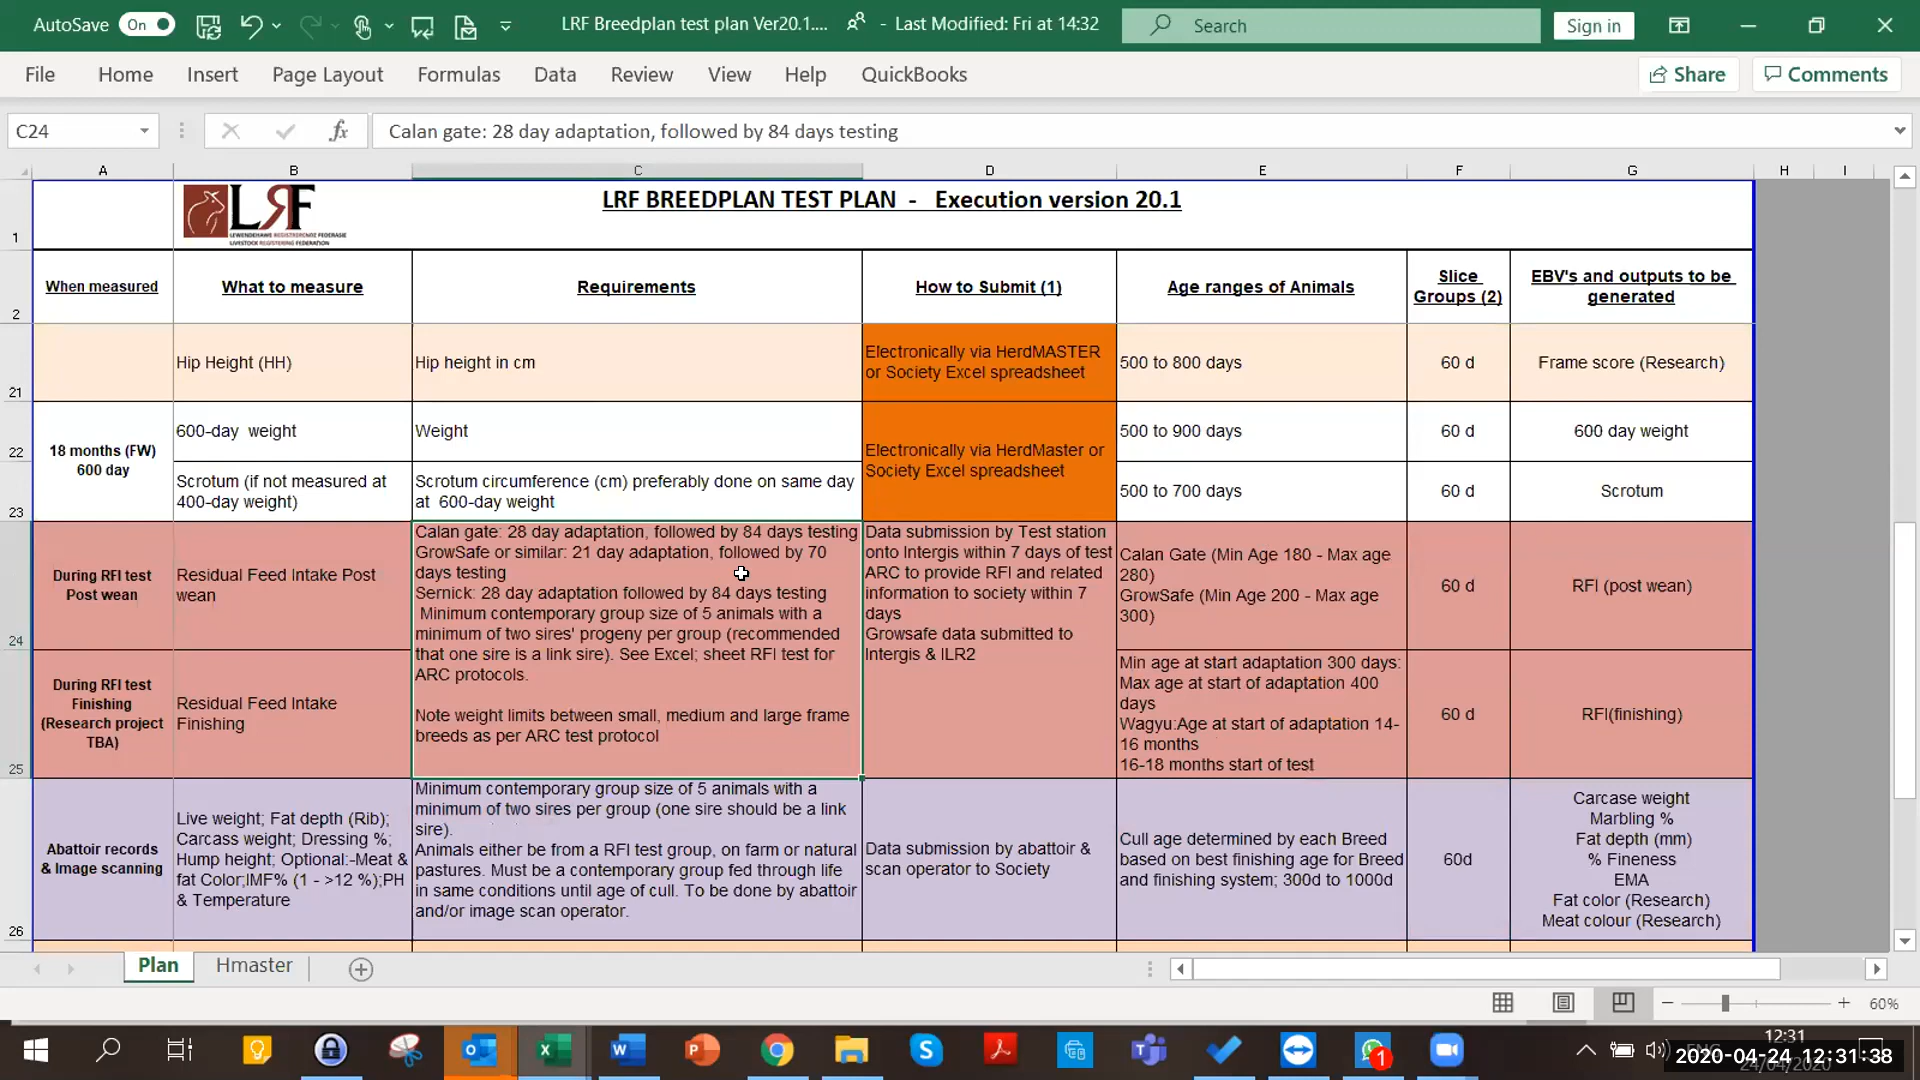 AutoSave On LRF Breedplan test plan Ver20.1.... - Last Modified: Fri at 14:32 Search Sign in
File Home Insert Page Layout Formulas Data Review View Help QuickBooks Share Comments
C24 fx Calan gate: 28 day adaptation, followed by 84 days testing
A B C D E F G H I
1
LRF
LEWENDEHAWE REGISTRERENDE FEDERASIE
LIVESTOCK REGISTERING FEDERATION
LRF BREEDPLAN TEST PLAN - Execution version 20.1
2
When measured
What to measure
Requirements
How to Submit (1)
Age ranges of Animals
Slice
Groups (2)
EBV's and outputs to be
generated
21
Hip Height (HH)
Hip height in cm
Electronically via HerdMASTER
or Society Excel spreadsheet
500 to 800 days
60 d
Frame score (Research)
22
18 months (FW)
600 day
600-day weight
Weight
Electronically via HerdMaster or
Society Excel spreadsheet
500 to 900 days
60 d
600 day weight
23
Scrotum (if not measured at
400-day weight)
Scrotum circumference (cm) preferably done on same day
at 600-day weight
500 to 700 days
60 d
Scrotum
24
During RFI test
Post wean
Residual Feed Intake Post
wean
Calan gate: 28 day adaptation, followed by 84 days testing
GrowSafe or similar: 21 day adaptation, followed by 70
days testing
Sernick: 28 day adaptation followed by 84 days testing
Minimum contemporary group size of 5 animals with a
minimum of two sires' progeny per group (recommended
that one sire is a link sire). See Excel; sheet RFI test for
ARC protocols.
Note weight limits between small, medium and large frame
breeds as per ARC test protocol
Data submission by Test station
onto Intergis within 7 days of test
ARC to provide RFI and related
information to society within 7
days
Growsafe data submitted to
Intergis & ILR2
Calan Gate (Min Age 180 - Max age
280)
GrowSafe (Min Age 200 - Max age
300)
60 d
RFI (post wean)
25
During RFI test
Finishing
(Research project
TBA)
Residual Feed Intake
Finishing
Min age at start adaptation 300 days:
Max age at start of adaptation 400
days
Wagyu:Age at start of adaptation 14-
16 months
16-18 months start of test
60 d
RFI(finishing)
26
Abattoir records
& Image scanning
Live weight; Fat depth (Rib);
Carcass weight; Dressing %;
Hump height; Optional:-Meat &
fat Color;IMF% (1 - >12 %);PH
& Temperature
Minimum contemporary group size of 5 animals with a
minimum of two sires per group (one sire should be a link
sire).
Animals either be from a RFI test group, on farm or natural
pastures. Must be a contemporary group fed through life
in same conditions until age of cull. To be done by abattoir
and/or image scan operator.
Data submission by abattoir &
scan operator to Society
Cull age determined by each Breed
based on best finishing age for Breed
and finishing system; 300d to 1000d
60d
Carcase weight
Marbling %
Fat depth (mm)
% Fineness
EMA
Fat color (Research)
Meat colour (Research)
Plan Hmaster
60%
1
12:31
24/04/2020
2020-04-24 12:31:38